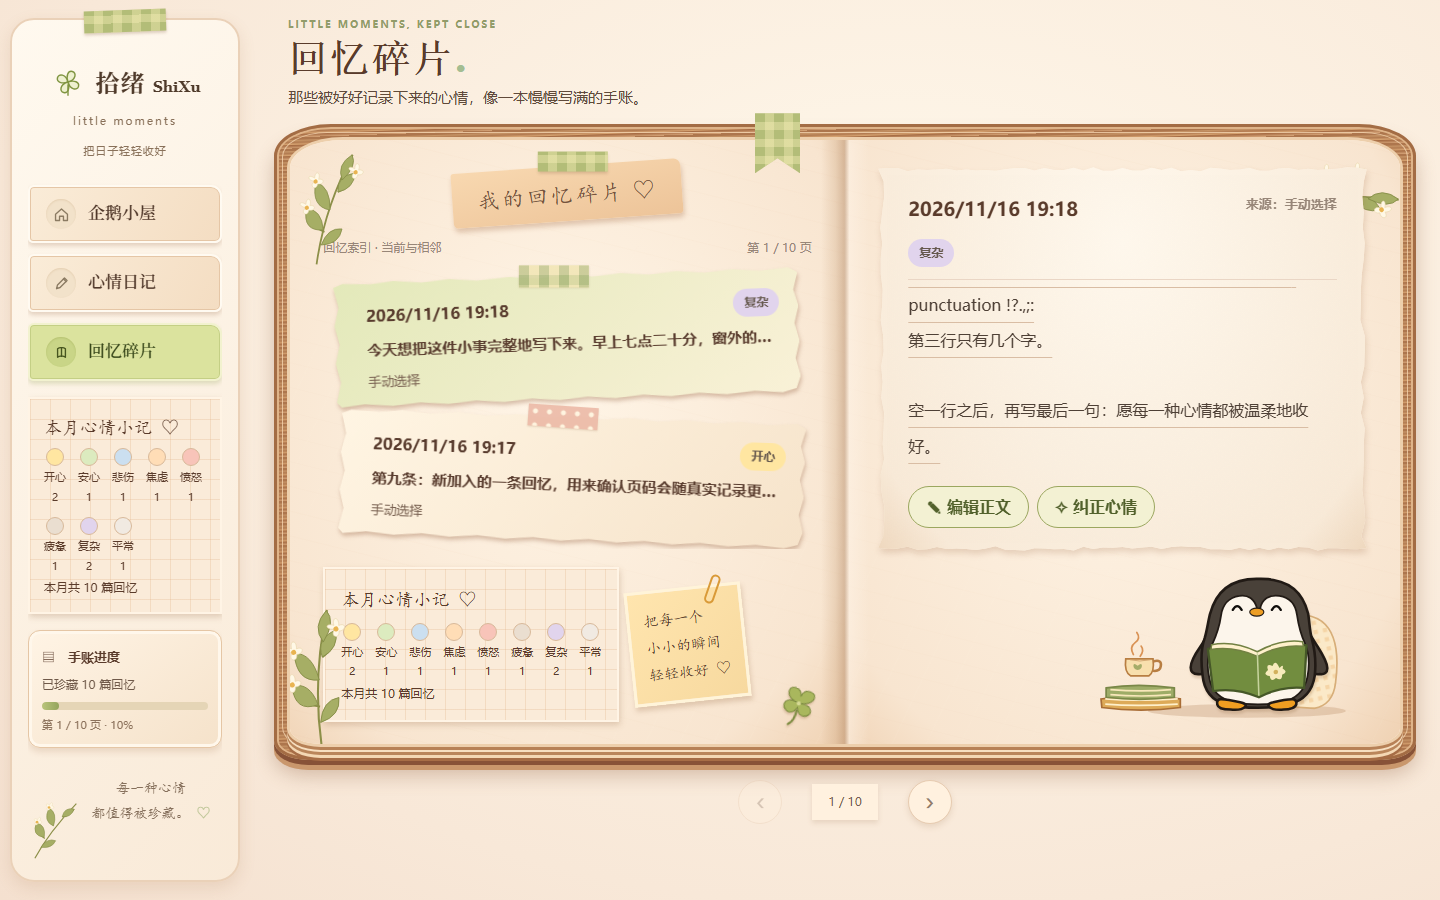 拾绪 ShiXu
little moments
把日子轻轻收好
企鹅小屋
心情日记
回忆碎片
本月心情小记 ♡
开心 安心 悲伤 焦虑 愤怒
2 1 1 1 1
疲惫 复杂 平常
1 2 1
本月共 10 篇回忆
手账进度
已珍藏 10 篇回忆
第 1 / 10 页 · 10%
每一种心情
都值得被珍藏。 ♡
LITTLE MOMENTS, KEPT CLOSE
回忆碎片.
那些被好好记录下来的心情，像一本慢慢写满的手账。
我的回忆碎片 ♡
回忆索引 · 当前与相邻
第 1 / 10 页
2026/11/16 19:18
复杂
今天想把这件小事完整地写下来。早上七点二十分，窗外的...
手动选择
2026/11/16 19:17
开心
第九条：新加入的一条回忆，用来确认页码会随真实记录更...
手动选择
本月心情小记 ♡
开心 安心 悲伤 焦虑 愤怒 疲惫 复杂 平常
2 1 1 1 1 1 2 1
本月共 10 篇回忆
把每一个
小小的瞬间
轻轻收好 ♡
2026/11/16 19:18
来源：手动选择
复杂
punctuation !?.,;:
第三行只有几个字。
空一行之后，再写最后一句：愿每一种心情都被温柔地收
好。
编辑正文
纠正心情
‹
1 / 10
›